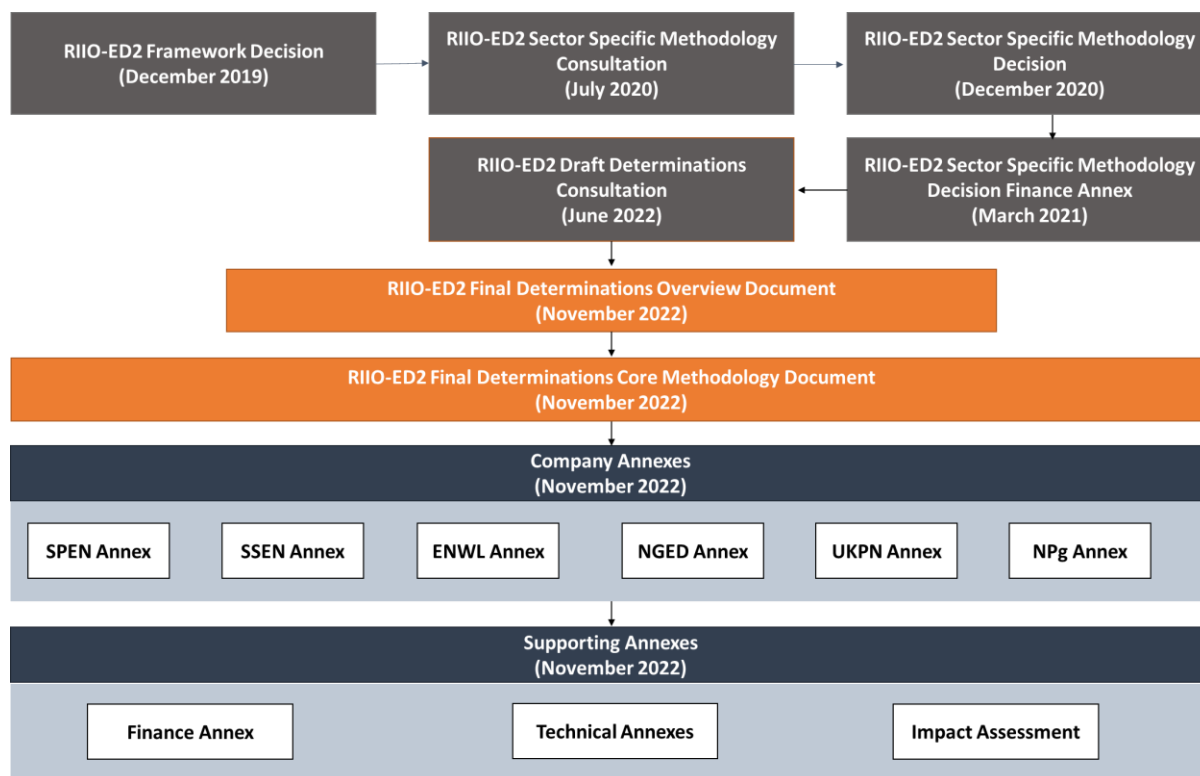 RIIO-ED2 Framework Decision
(December 2019)
RIIO-ED2 Sector Specific Methodology
Consultation
(July 2020)
RIIO-ED2 Sector Specific Methodology
Decision
(December 2020)
RIIO-ED2 Draft Determinations
Consultation
(June 2022)
RIIO-ED2 Sector Specific Methodology
Decision Finance Annex
(March 2021)
RIIO-ED2 Final Determinations Overview Document
(November 2022)
RIIO-ED2 Final Determinations Core Methodology Document
(November 2022)
Company Annexes
(November 2022)
SPEN Annex
SSEN Annex
ENWL Annex
NGED Annex
UKPN Annex
NPg Annex
Supporting Annexes
(November 2022)
Finance Annex
Technical Annexes
Impact Assessment